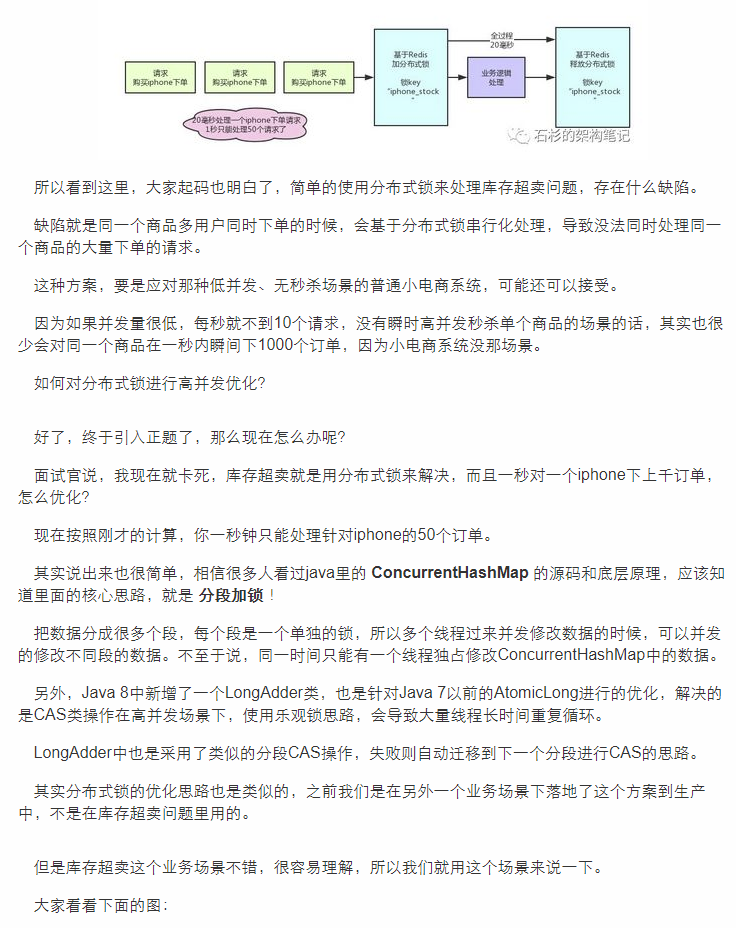 全过程
20毫秒
请求
购买iphone下单
请求
购买iphone下单
请求
购买iphone下单
基于Redis
加分布式锁
锁key
"iphone_stock
"
业务逻辑
处理
基于Redis
释放分布式锁
锁key
"iphone_stock
"
20毫秒处理一个iphone下单请求
1秒只能处理50个请求了
石杉的架构笔记
所以看到这里，大家起码也明白了，简单的使用分布式锁来处理库存超卖问题，存在什么缺陷。
缺陷就是同一个商品多用户同时下单的时候，会基于分布式锁串行化处理，导致没法同时处理同一
个商品的大量下单的请求。
这种方案，要是应对那种低并发、无秒杀场景的普通小电商系统，可能还可以接受。
因为如果并发量很低，每秒就不到10个请求，没有瞬时高并发秒杀单个商品的场景的话，其实也很
少会对同一个商品在一秒内瞬间下1000个订单，因为小电商系统没那场景。
如何对分布式锁进行高并发优化?
好了，终于引入正题了，那么现在怎么办呢?
面试官说，我现在就卡死，库存超卖就是用分布式锁来解决，而且一秒对一个iphone下上千订单，
怎么优化?
现在按照刚才的计算，你一秒钟只能处理针对iphone的50个订单。
其实说出来也很简单，相信很多人看过java里的 ConcurrentHashMap 的源码和底层原理，应该知
道里面的核心思路，就是 分段加锁！
把数据分成很多个段，每个段是一个单独的锁，所以多个线程过来并发修改数据的时候，可以并发
的修改不同段的数据。不至于说，同一时间只能有一个线程独占修改ConcurrentHashMap中的数据。
另外，Java 8中新增了一个LongAdder类，也是针对Java 7以前的AtomicLong进行的优化，解决的
是CAS类操作在高并发场景下，使用乐观锁思路，会导致大量线程长时间重复循环。
LongAdder中也是采用了类似的分段CAS操作，失败则自动迁移到下一个分段进行CAS的思路。
其实分布式锁的优化思路也是类似的，之前我们是在另外一个业务场景下落地了这个方案到生产
中，不是在库存超卖问题里用的。
但是库存超卖这个业务场景不错，很容易理解，所以我们就用这个场景来说一下。
大家看看下面的图：